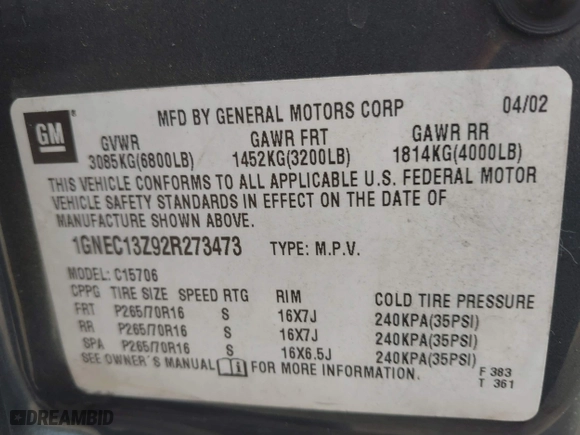 MFD BY GENERAL MOTORS CORP 04/02
GM
GVWR GAWR FRT GAWR RR
3085KG(6800LB) 1452KG(3200LB) 1814KG(4000LB)
THIS VEHICLE CONFORMS TO ALL APPLICABLE U.S. FEDERAL MOTOR
VEHICLE SAFETY STANDARDS IN EFFECT ON THE DATE OF
MANUFACTURE SHOWN ABOVE.
1GNEC13Z92R273473 TYPE: M.P.V.
MODEL: C15706
CPPG TIRE SIZE SPEED RTG RIM COLD TIRE PRESSURE
FRT P265/70R16 S 16X7J 240KPA(35PSI)
RR P265/70R16 S 16X7J 240KPA(35PSI)
SPA P265/70R16 S 16X6.5J 240KPA(35PSI)
SEE OWNER'S MANUAL FOR MORE INFORMATION.
F 383
T 361
DREAMBID